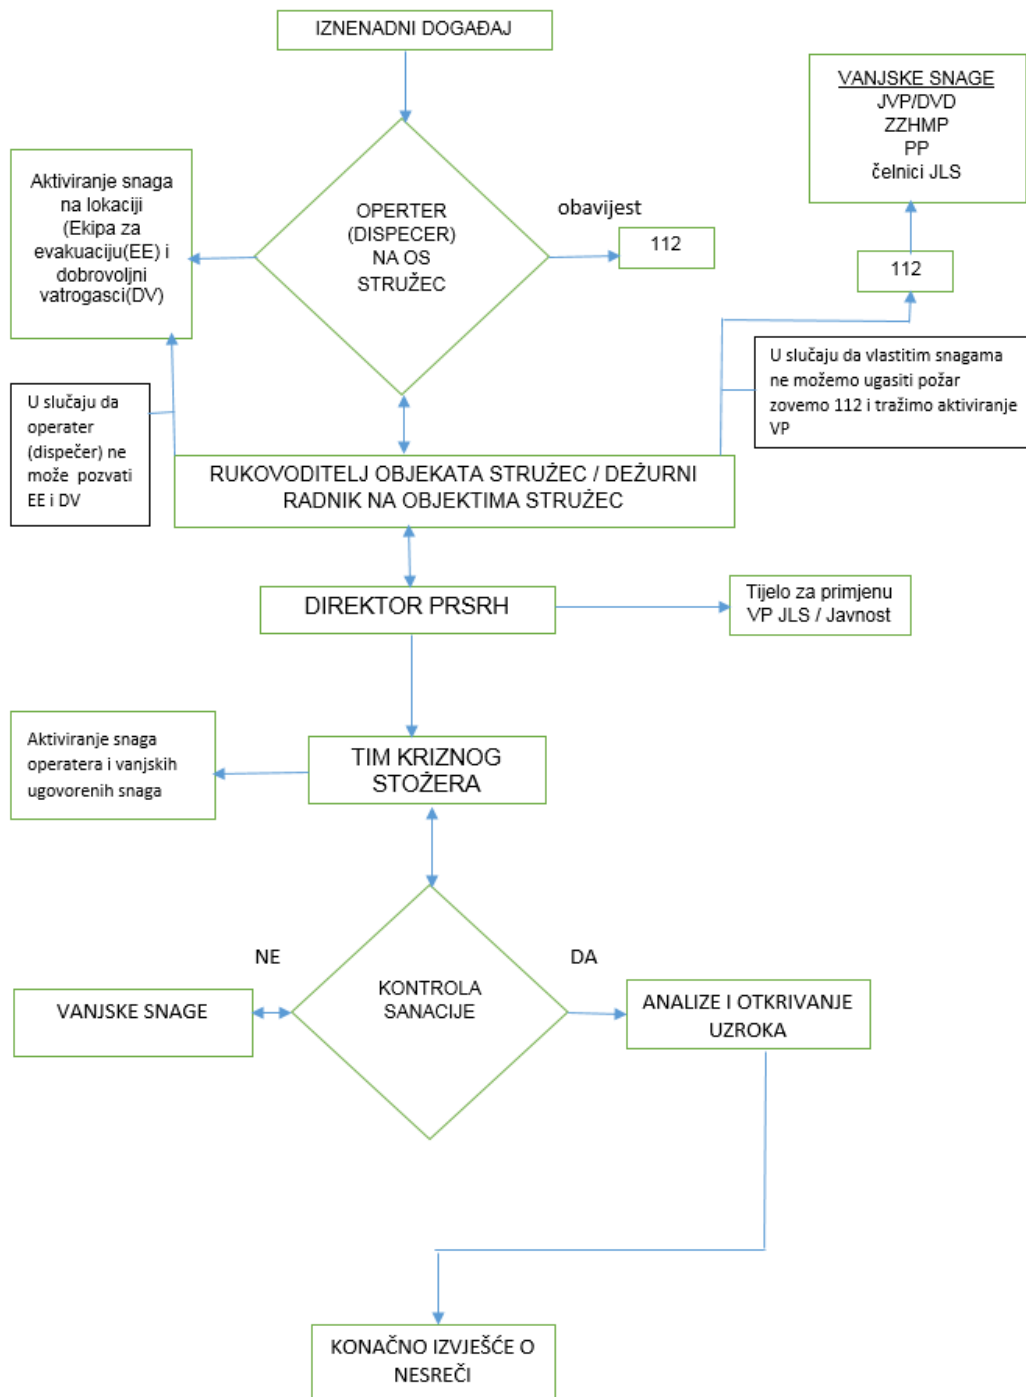 IZNENADNI DOGAĐAJ
VANJSKE SNAGE
JVP/DVD
ZZHMP
PP
čelnici JLS
Aktiviranje snaga
na lokaciji
(Ekipa za
evakuaciju(EE) i
dobrovoljni
vatrogasci(DV)
OPERTER
(DISPECER)
NA OS
STRUŽEC
obavijest
112
112
U slučaju da vlastitim snagama
ne možemo ugasiti požar
zovemo 112 i tražimo aktiviranje
VP
U slučaju da
operater
(dispečer) ne
može pozvati
EE i DV
RUKOVODITELJ OBJEKATA STRUŽEC / DEŽURNI
RADNIK NA OBJEKTIMA STRUŽEC
DIREKTOR PRSRH
Tijelo za primjenu
VP JLS / Javnost
Aktiviranje snaga
operatera i vanjskih
ugovorenih snaga
TIM KRIZNOG
STOŽERA
NE
DA
KONTROLA
SANACIJE
VANJSKE SNAGE
ANALIZE I OTKRIVANJE
UZROKA
KONAČNO IZVJEŠĆE O
NESREČI